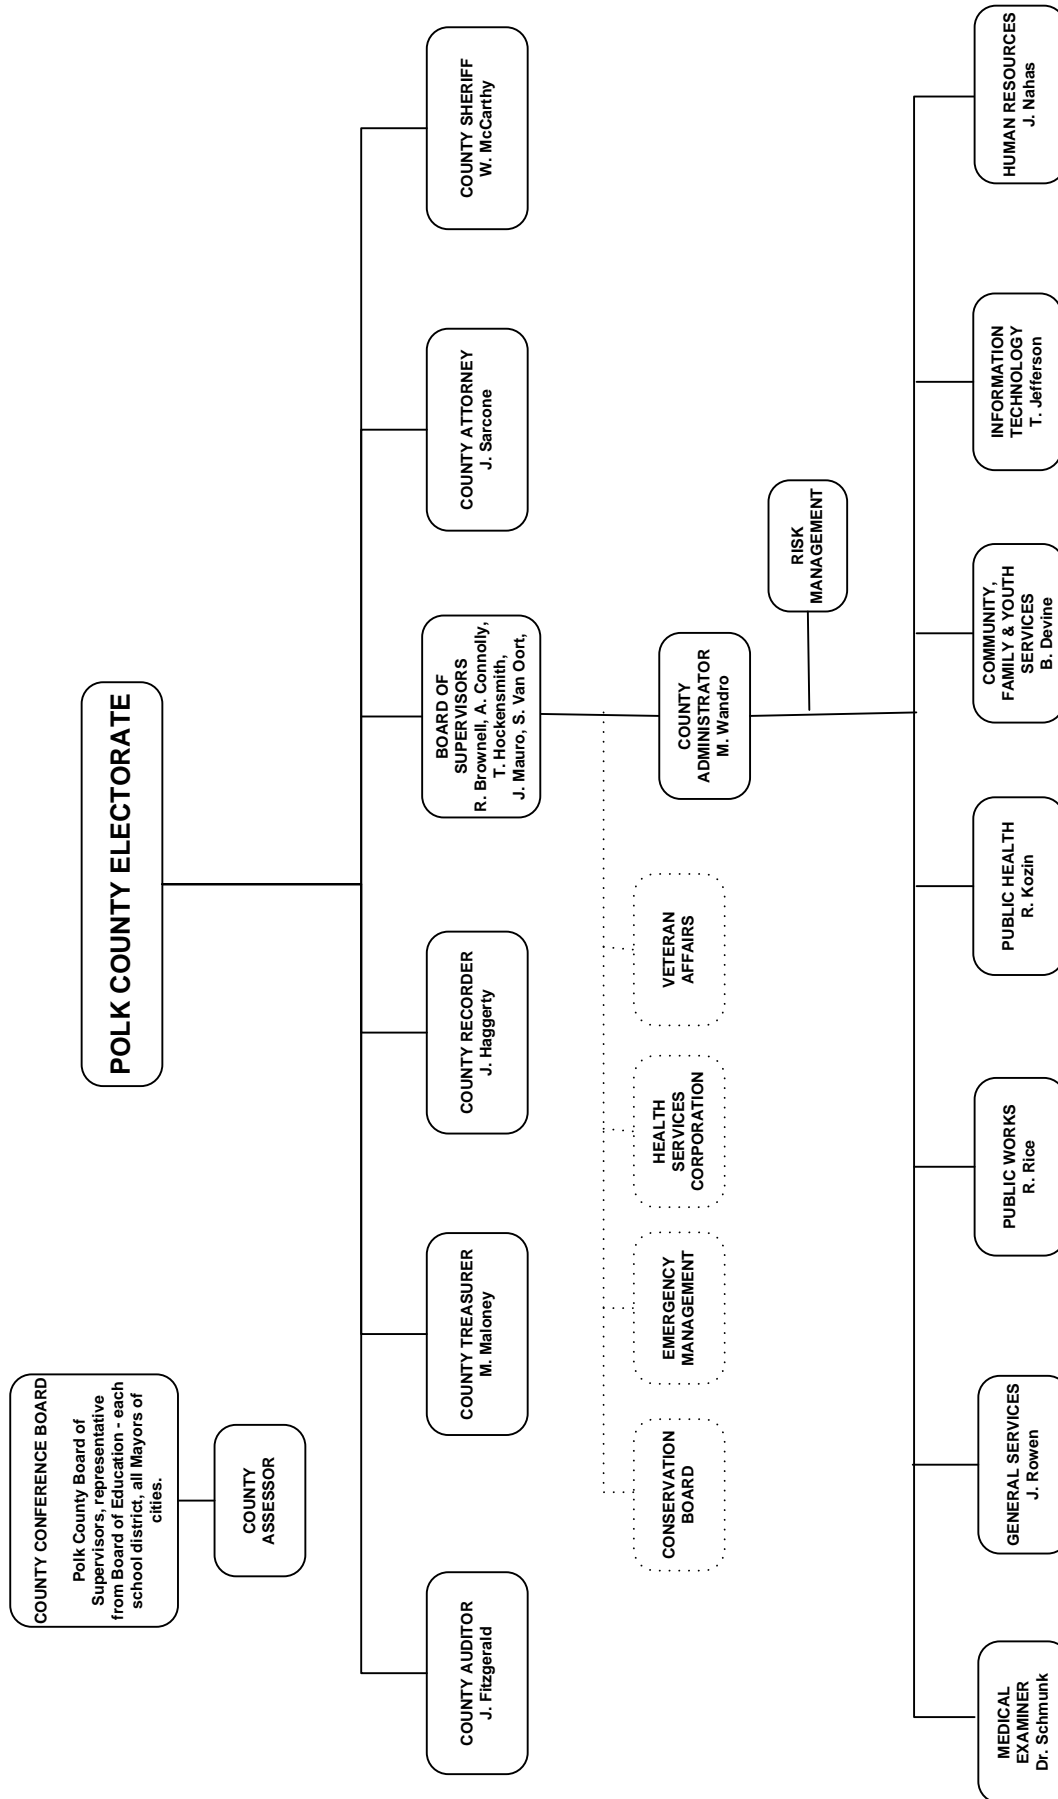 COUNTY CONFERENCE BOARD
Polk County Board of
Supervisors, representative
from Board of Education - each
school district, all Mayors of
cities.
COUNTY
ASSESSOR
POLK COUNTY ELECTORATE
COUNTY AUDITOR
J. Fitzgerald
COUNTY TREASURER
M. Maloney
COUNTY RECORDER
J. Haggerty
BOARD OF
SUPERVISORS
R. Brownell, A. Connolly,
T. Hockensmith,
J. Mauro, S. Van Oort,
COUNTY ATTORNEY
J. Sarcone
COUNTY SHERIFF
W. McCarthy
CONSERVATION
BOARD
EMERGENCY
MANAGEMENT
HEALTH
SERVICES
CORPORATION
VETERAN
AFFAIRS
COUNTY
ADMINISTRATOR
M. Wandro
RISK
MANAGEMENT
MEDICAL
EXAMINER
Dr. Schmunk
GENERAL SERVICES
J. Rowen
PUBLIC WORKS
R. Rice
PUBLIC HEALTH
R. Kozin
COMMUNITY,
FAMILY & YOUTH
SERVICES
B. Devine
INFORMATION
TECHNOLOGY
T. Jefferson
HUMAN RESOURCES
J. Nahas